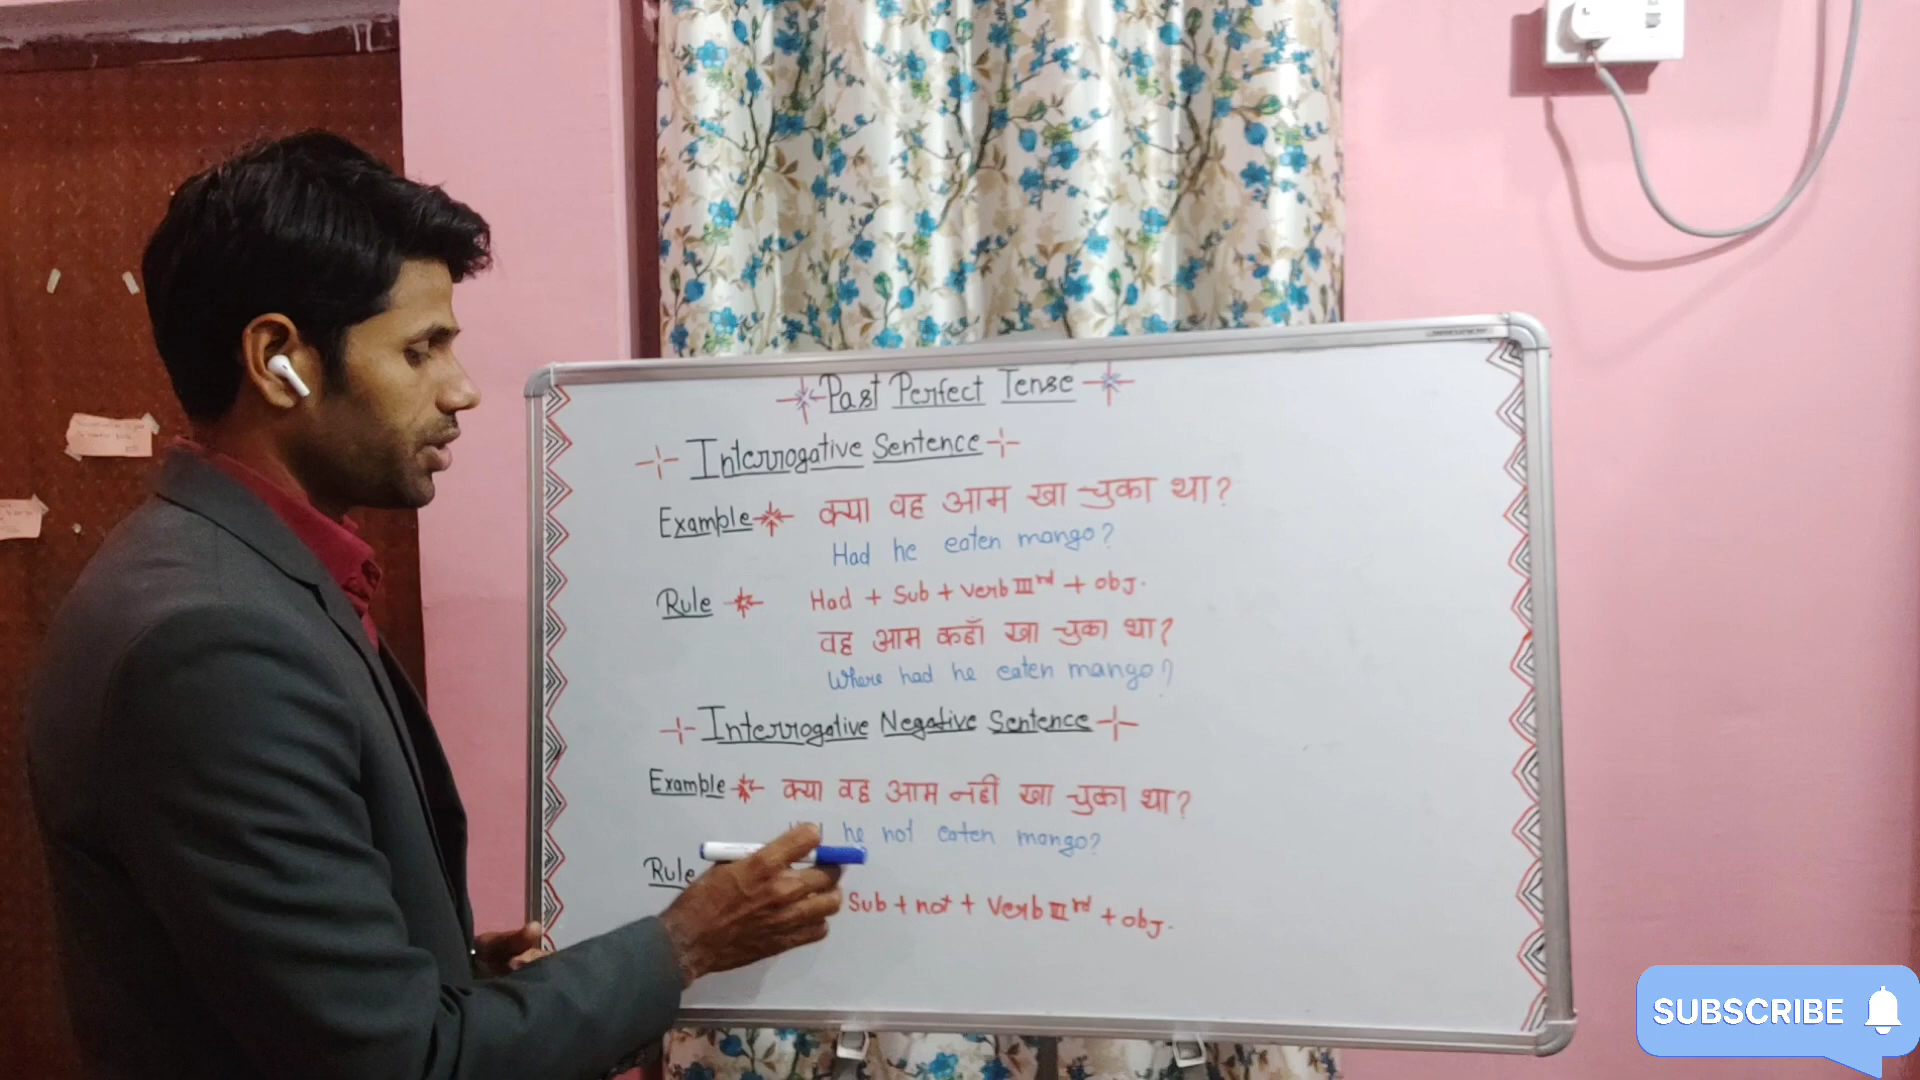 Past Perfect Tense
Interrogative Sentence
Example क्या वह आम खा चुका था?
Had he eaten mango?
Rule Had + Sub + Verb IIIrd + obj.
वह आम कहाँ खा चुका था?
Where had he eaten mango?
Interrogative Negative Sentence
Example क्या वह आम नहीं खा चुका था?
he not eaten mango?
Rule
Sub + not + Verb IIIrd + obj.
SUBSCRIBE